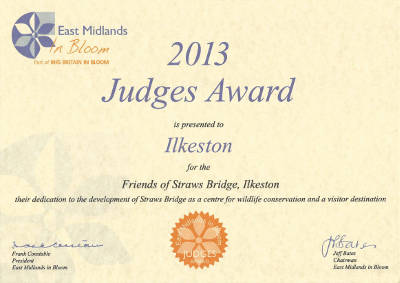 East Midlands
in Bloom
Part of RHS BRITAIN IN BLOOM
2013
Judges Award
is presented to
Ilkeston
for the
Friends of Straws Bridge, Ilkeston
their dedication to the development of Straws Bridge as a centre for wildlife conservation and a visitor destination
Frank Constable
President
East Midlands in Bloom
JUDGES
Jeff Bates
Chairman
East Midlands in Bloom